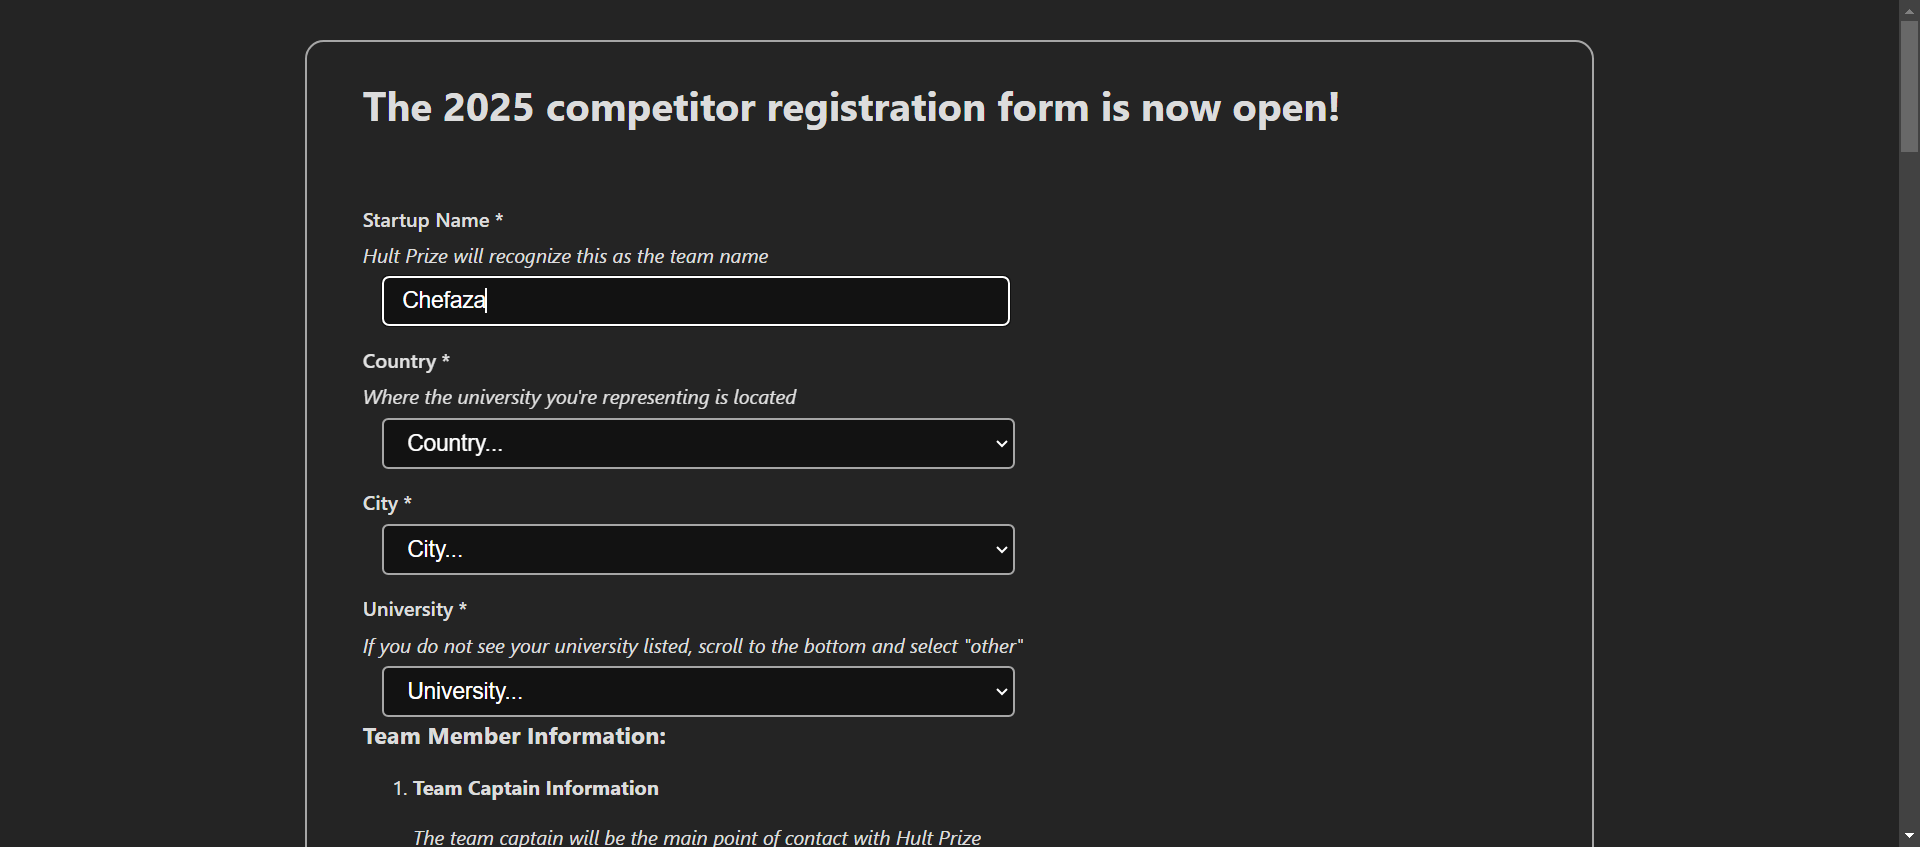 The 2025 competitor registration form is now open!
Startup Name *
Hult Prize will recognize this as the team name
Chefaza
Country *
Where the university you're representing is located
Country...
City *
City...
University *
If you do not see your university listed, scroll to the bottom and select "other"
University...
Team Member Information:
1. Team Captain Information
The team captain will be the main point of contact with Hult Prize